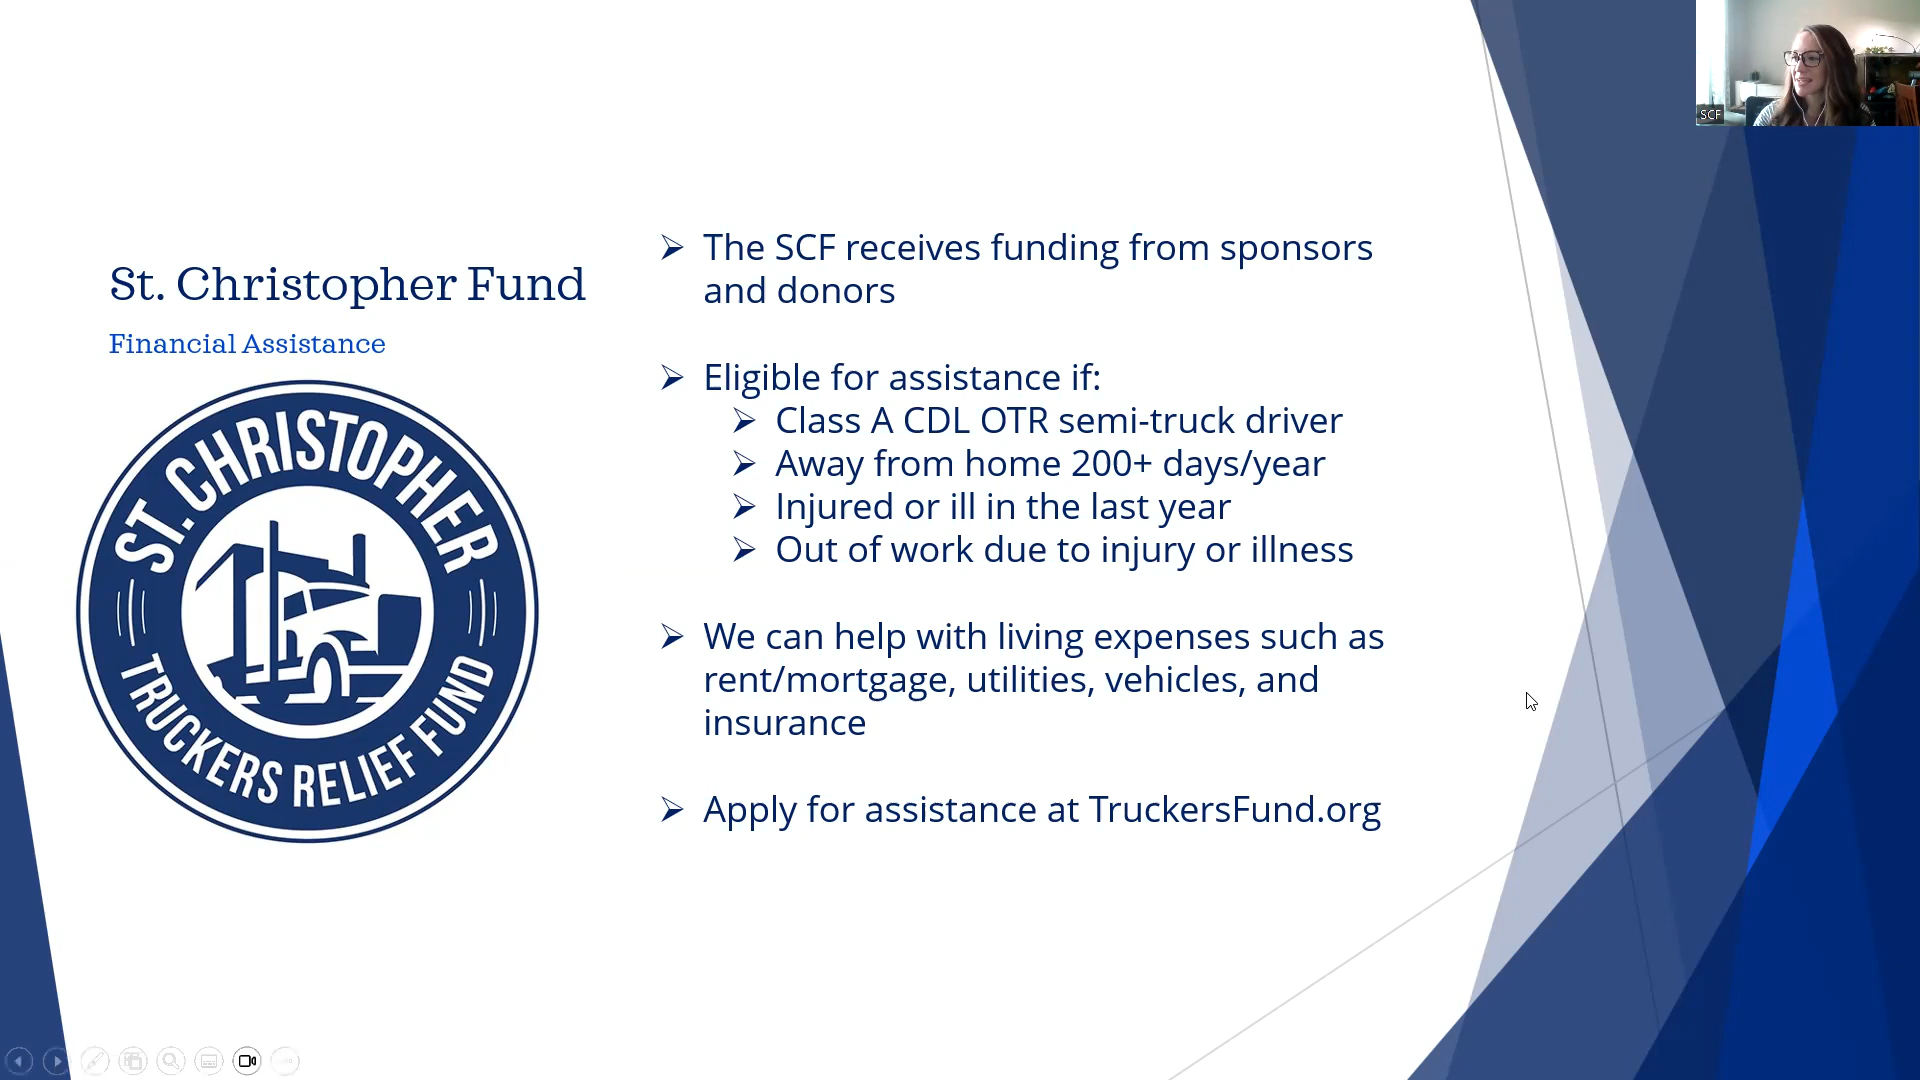 SCF
St. Christopher Fund
Financial Assistance
ST. CHRISTOPHER
TRUCKERS RELIEF FUND
➢ The SCF receives funding from sponsors
and donors
➢ Eligible for assistance if:
➢ Class A CDL OTR semi-truck driver
➢ Away from home 200+ days/year
➢ Injured or ill in the last year
➢ Out of work due to injury or illness
➢ We can help with living expenses such as
rent/mortgage, utilities, vehicles, and
insurance
➢ Apply for assistance at TruckersFund.org